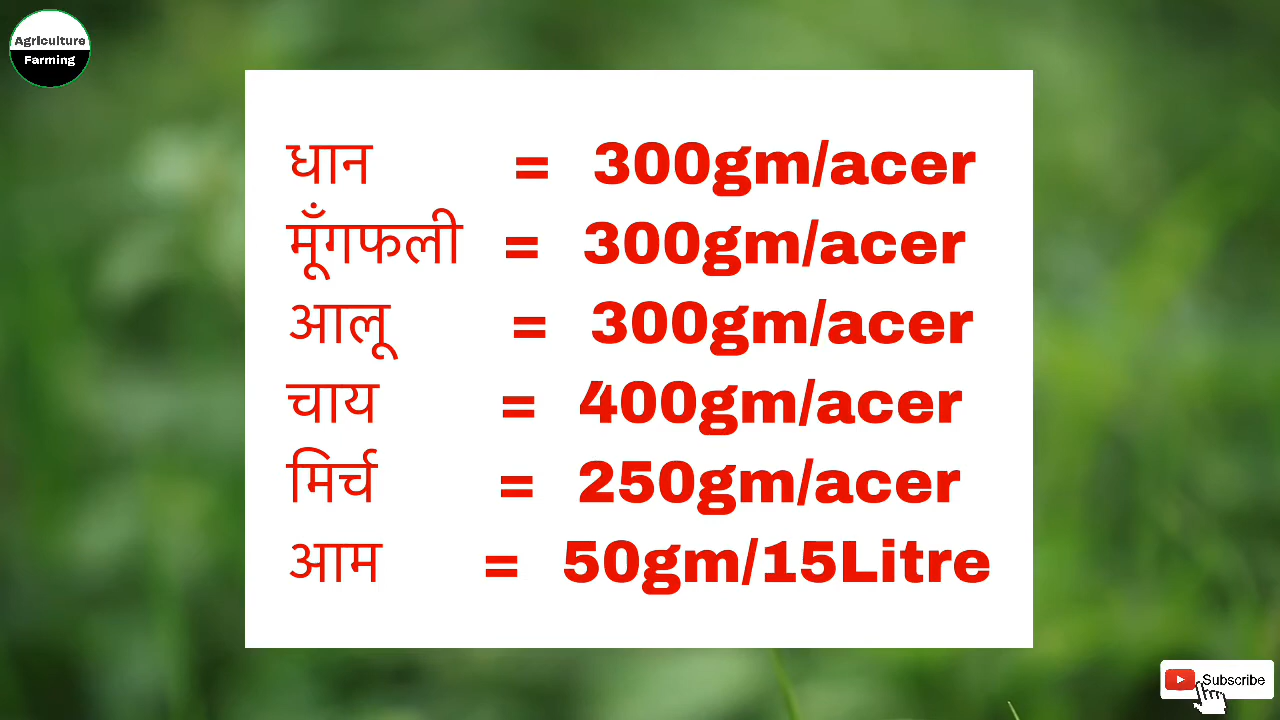 Agriculture
Farming
धान = 300gm/acer
मूँगफली = 300gm/acer
आलू = 300gm/acer
चाय = 400gm/acer
मिर्च = 250gm/acer
आम = 50gm/15Litre
Subscribe